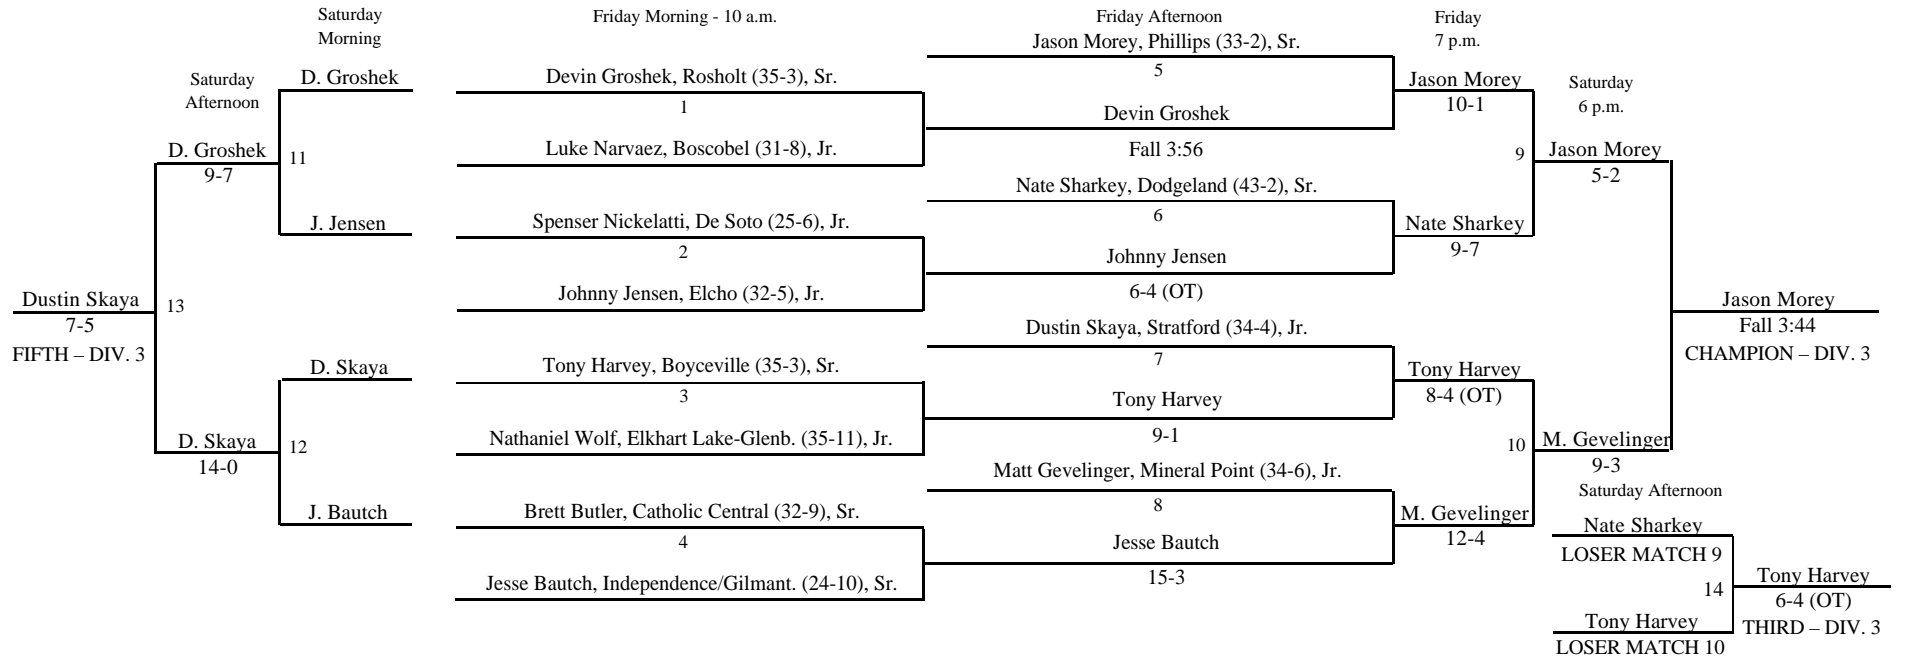 Saturday
Morning
Friday Morning - 10 a.m.
Friday Afternoon
Friday
7 p.m.
Saturday
Afternoon
Saturday
6 p.m.
D. Groshek
D. Groshek
9-7
11
J. Jensen
Dustin Skaya
7-5
FIFTH – DIV. 3
13
D. Skaya
D. Skaya
14-0
12
J. Bautch
Devin Groshek, Rosholt (35-3), Sr.
1
Luke Narvaez, Boscobel (31-8), Jr.
Spenser Nickelatti, De Soto (25-6), Jr.
2
Johnny Jensen, Elcho (32-5), Jr.
Tony Harvey, Boyceville (35-3), Sr.
3
Nathaniel Wolf, Elkhart Lake-Glenb. (35-11), Jr.
Brett Butler, Catholic Central (32-9), Sr.
4
Jesse Bautch, Independence/Gilmant. (24-10), Sr.
Jason Morey, Phillips (33-2), Sr.
5
Devin Groshek
Fall 3:56
Nate Sharkey, Dodgeland (43-2), Sr.
6
Johnny Jensen
6-4 (OT)
Dustin Skaya, Stratford (34-4), Jr.
7
Tony Harvey
9-1
Matt Gevelinger, Mineral Point (34-6), Jr.
8
Jesse Bautch
15-3
Jason Morey
10-1
9
Nate Sharkey
9-7
Tony Harvey
8-4 (OT)
10
M. Gevelinger
12-4
Jason Morey
5-2
M. Gevelinger
9-3
Jason Morey
Fall 3:44
CHAMPION – DIV. 3
Saturday Afternoon
Nate Sharkey
LOSER MATCH 9
14
Tony Harvey
LOSER MATCH 10
Tony Harvey
6-4 (OT)
THIRD – DIV. 3